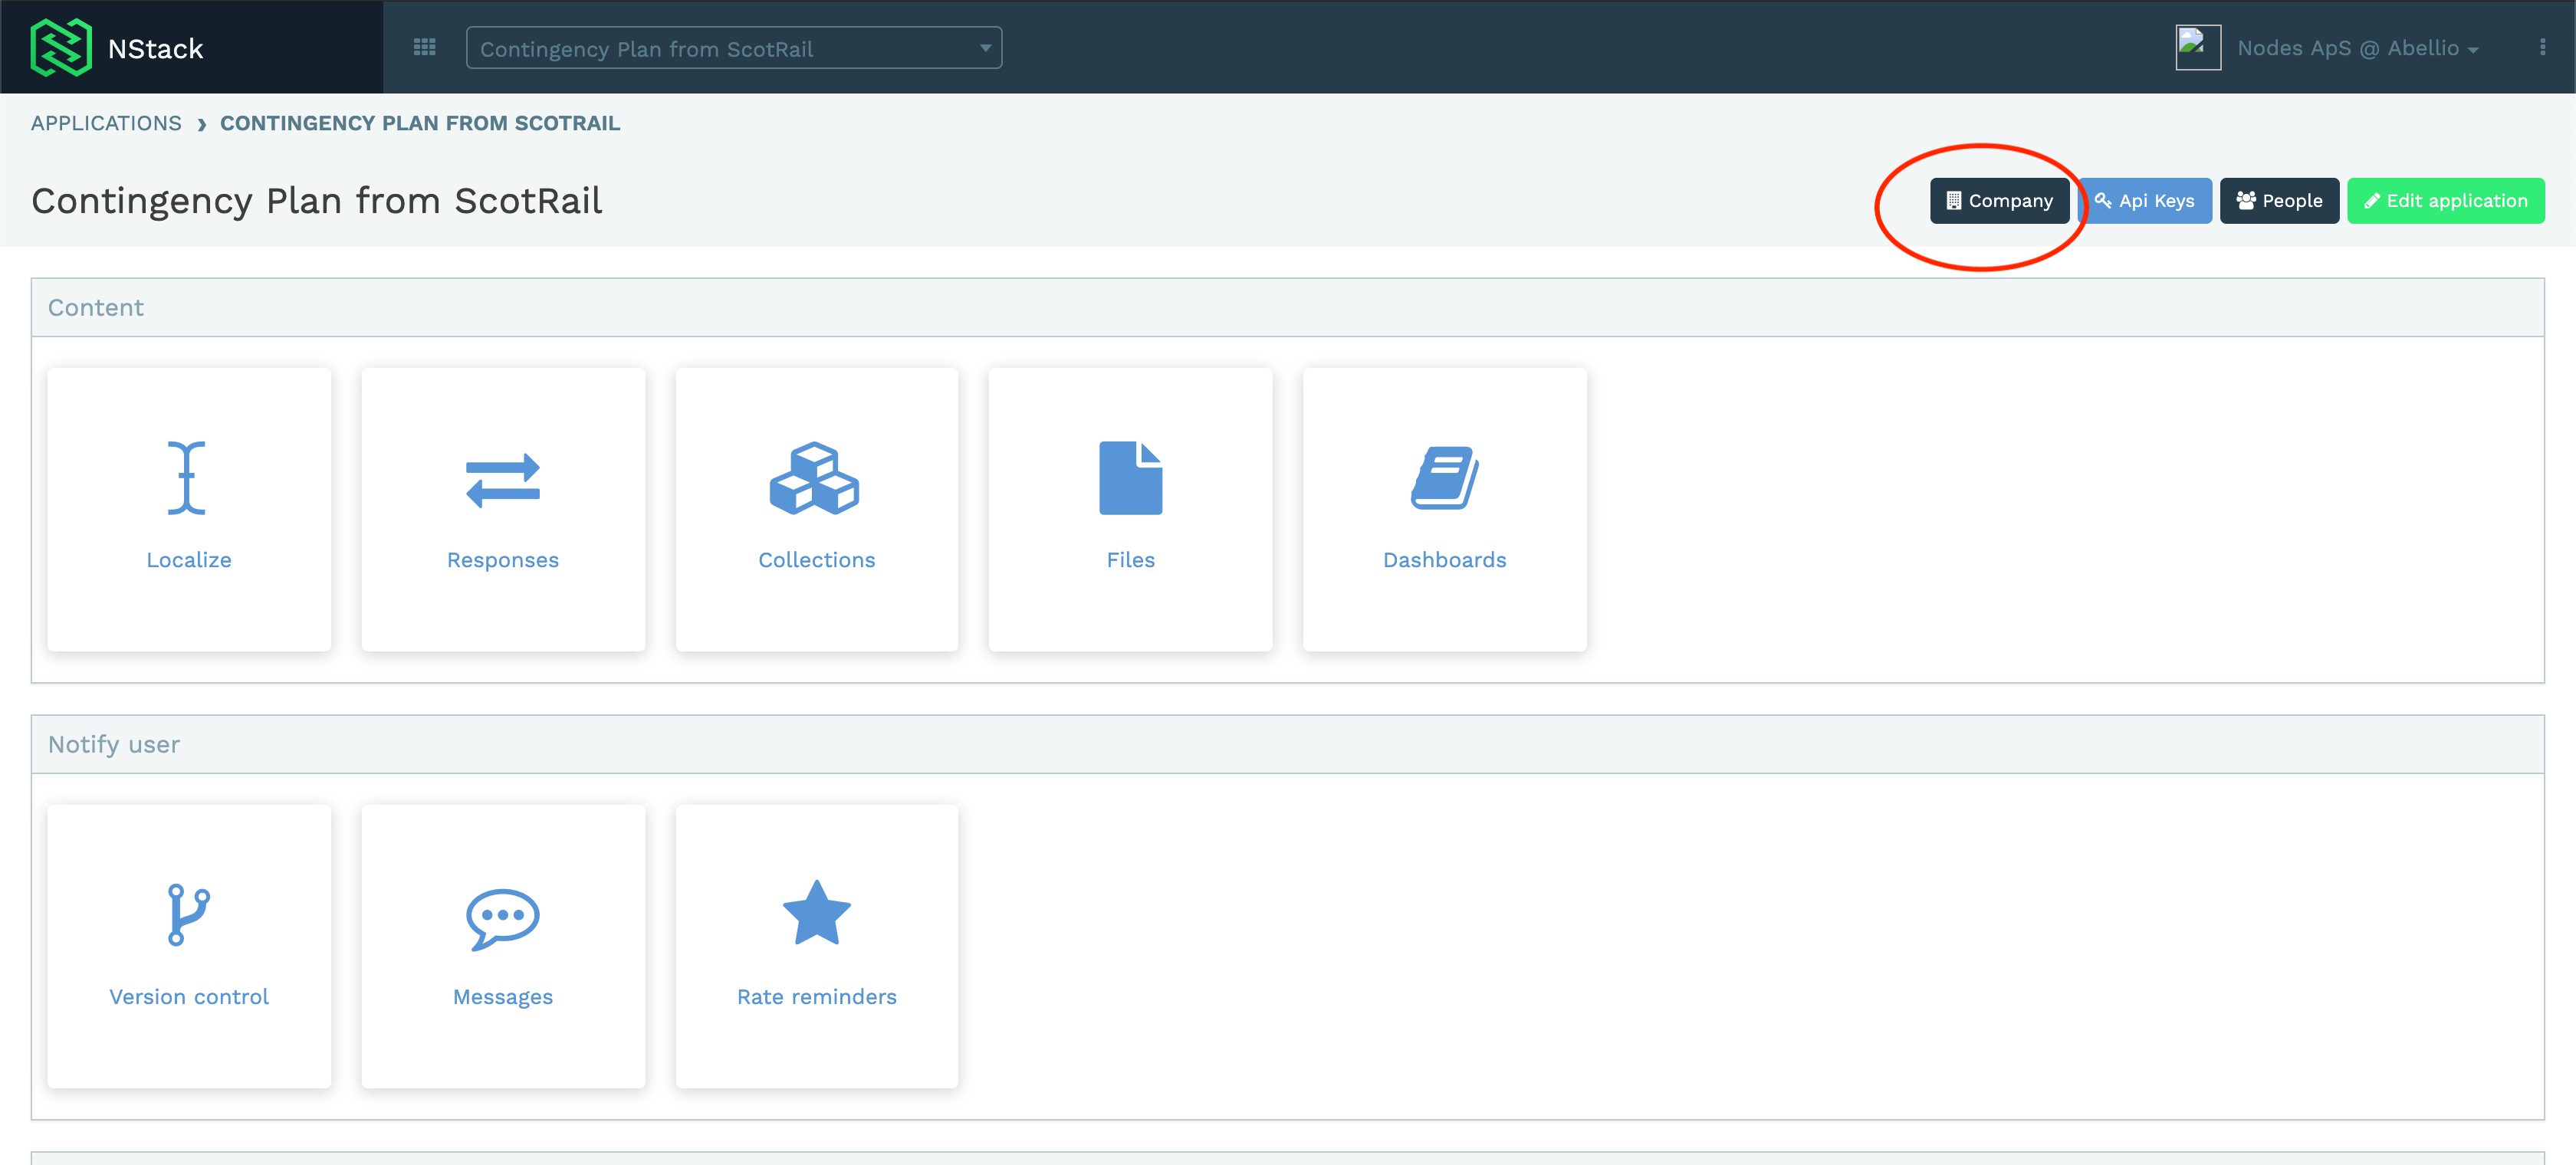 NStack
Contingency Plan from ScotRail
Nodes ApS @ Abellio
APPLICATIONS › CONTINGENCY PLAN FROM SCOTRAIL
Contingency Plan from ScotRail
Company
Api Keys
People
Edit application
Content
Localize
Responses
Collections
Files
Dashboards
Notify user
Version control
Messages
Rate reminders